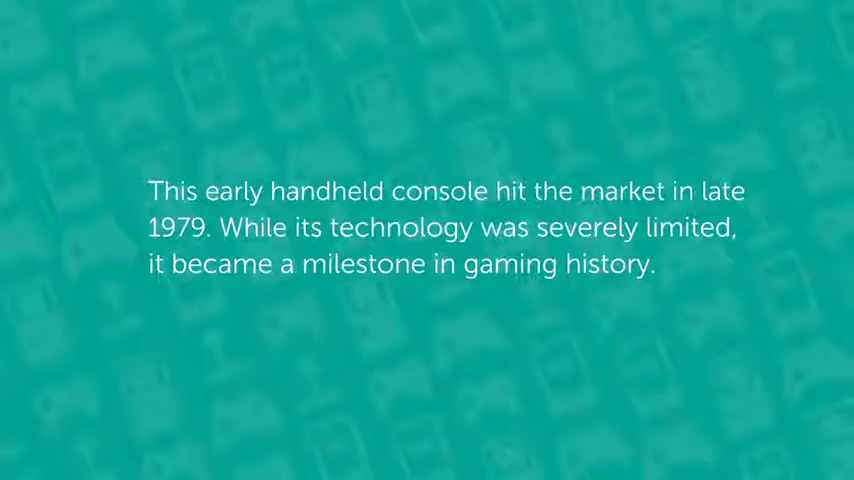 This early handheld console hit the market in late
1979. While its technology was severely limited,
it became a milestone in gaming history.